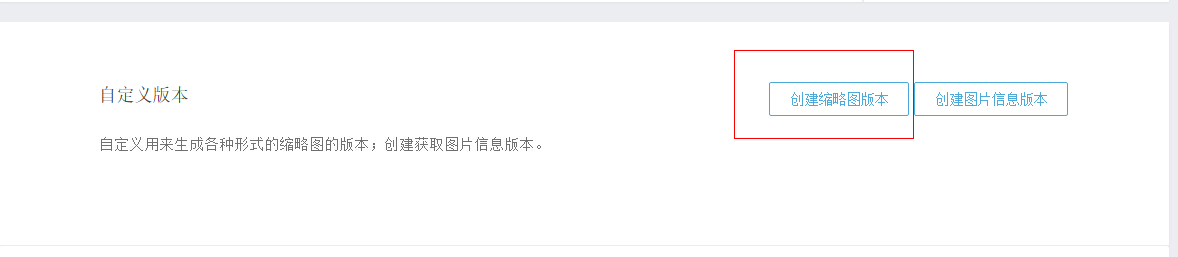 自定义版本
创建缩略图版本
创建图片信息版本
自定义用来生成各种形式的缩略图的版本；创建获取图片信息版本。